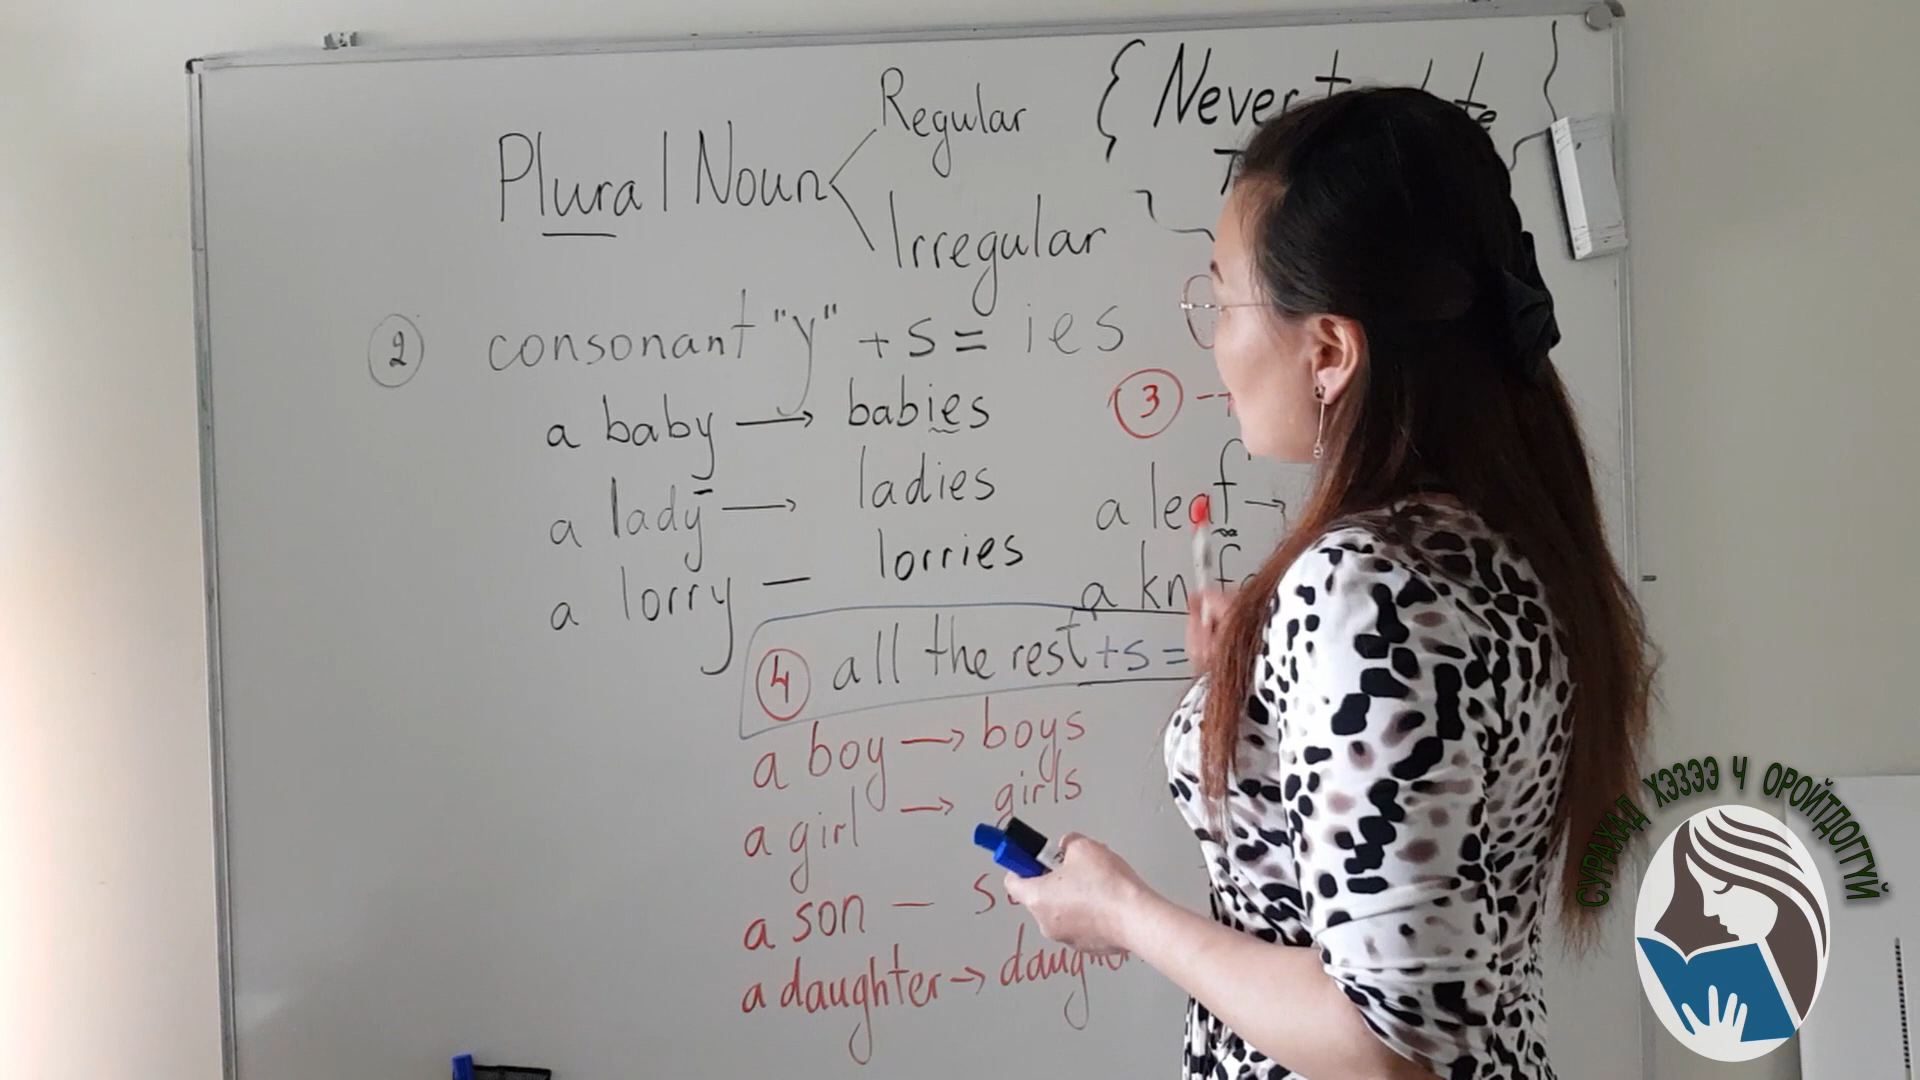 Regular { Never
Plural Noun
Irregular
2 consonant "y" + s = ies
a baby → babies
a lady → ladies
a lorry — lorries
3
a leaf →
a
4 all the rest + s =
a boy → boys
a girl → girls
a son —
a daughter →
СУРАХАД ХЭЗЭЭ Ч ОРОЙТДОГГҮЙ